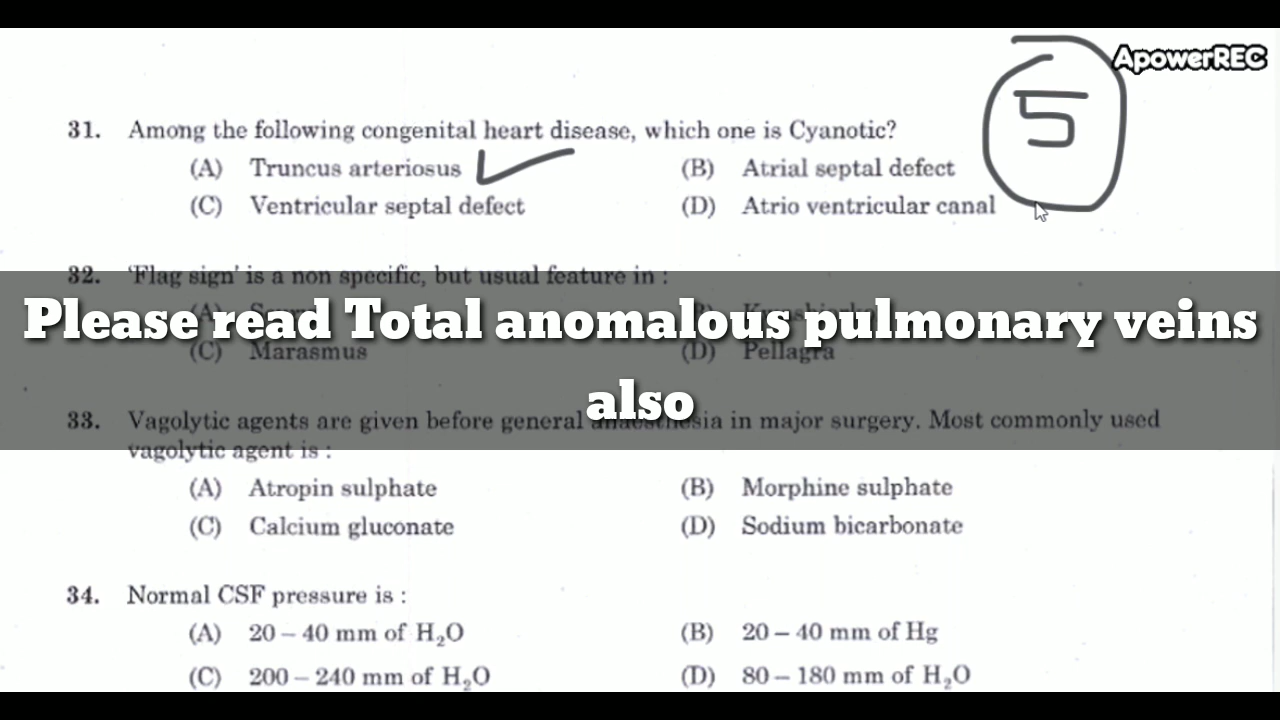 ApowerREC
5
31. Among the following congenital heart disease, which one is Cyanotic?
(A) Truncus arteriosus (B) Atrial septal defect
(C) Ventricular septal defect (D) Atrio ventricular canal
32. 'Flag sign' is a non specific, but usual feature in :
(A) (B)
Please read Total anomalous pulmonary veins
(C) Marasmus (D) Pellagra
also
33. Vagolytic agents are given before general anaesthesia in major surgery. Most commonly used
vagolytic agent is :
(A) Atropin sulphate (B) Morphine sulphate
(C) Calcium gluconate (D) Sodium bicarbonate
34. Normal CSF pressure is :
(A) 20 – 40 mm of H₂O (B) 20 – 40 mm of Hg
(C) 200 – 240 mm of H₂O (D) 80 – 180 mm of H₂O